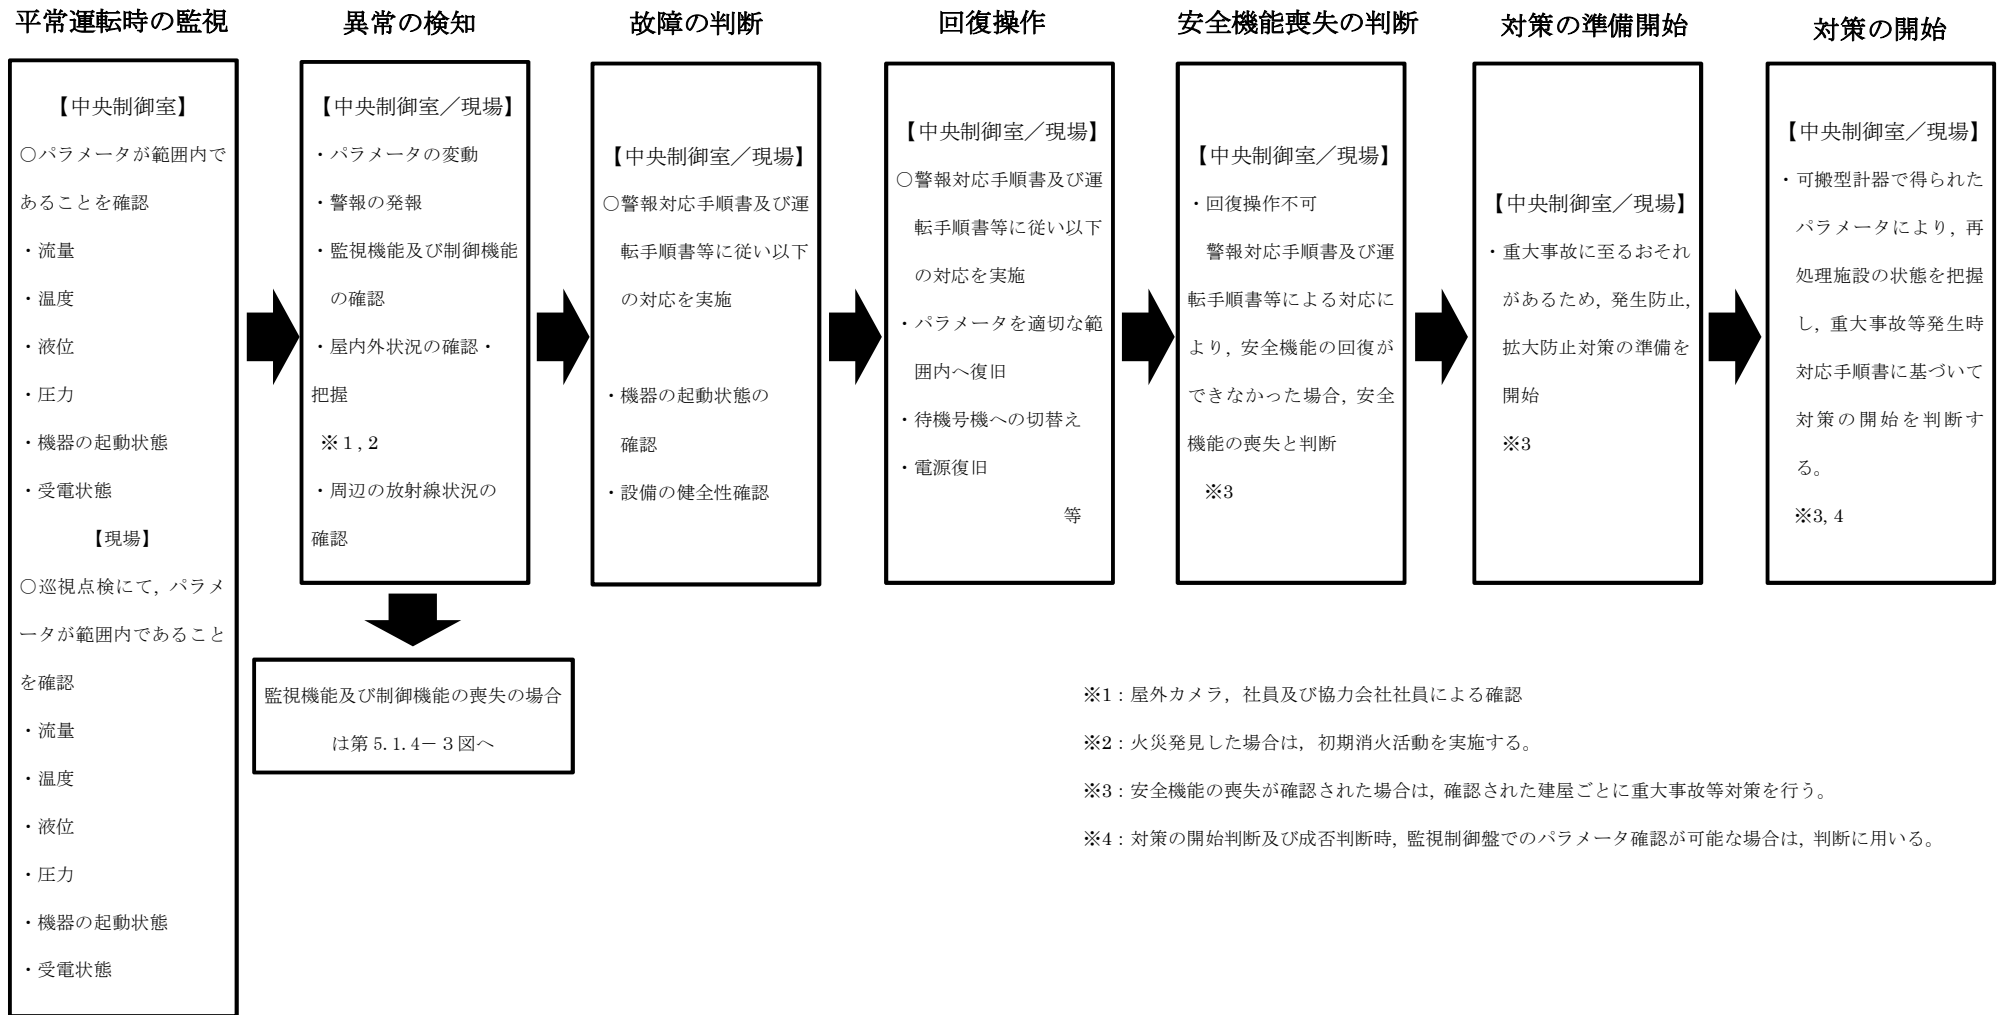 平常運転時の監視
【中央制御室】
○パラメータが範囲内で
あることを確認
・流量
・温度
・液位
・圧力
・機器の起動状態
・受電状態
【現場】
○巡視点検にて, パラメ
ータが範囲内であること
を確認
・流量
・温度
・液位
・圧力
・機器の起動状態
・受電状態
異常の検知
【中央制御室／現場】
・パラメータの変動
・警報の発報
・監視機能及び制御機能
の確認
・屋内外状況の確認・
把握
※1, 2
・周辺の放射線状況の
確認
監視機能及び制御機能の喪失の場合
は第 5.1.4－３図へ
故障の判断
【中央制御室／現場】
○警報対応手順書及び運
転手順書等に従い以下
の対応を実施
・機器の起動状態の
確認
・設備の健全性確認
回復操作
【中央制御室／現場】
○警報対応手順書及び運
転手順書等に従い以下
の対応を実施
・パラメータを適切な範
囲内へ復旧
・待機号機への切替え
・電源復旧
等
安全機能喪失の判断
【中央制御室／現場】
・回復操作不可
警報対応手順書及び運
転手順書等による対応に
より, 安全機能の回復が
できなかった場合, 安全
機能の喪失と判断
※3
対策の準備開始
【中央制御室／現場】
・重大事故に至るおそれ
があるため, 発生防止,
拡大防止対策の準備を
開始
※3
対策の開始
【中央制御室／現場】
・可搬型計器で得られた
パラメータにより, 再
処理施設の状態を把握
し, 重大事故等発生時
対応手順書に基づいて
対策の開始を判断す
る。
※3, 4
※1：屋外カメラ, 社員及び協力会社社員による確認
※2：火災発見した場合は, 初期消火活動を実施する。
※3：安全機能の喪失が確認された場合は, 確認された建屋ごとに重大事故等対策を行う。
※4：対策の開始判断及び成否判断時, 監視制御盤でのパラメータ確認が可能な場合は, 判断に用いる。